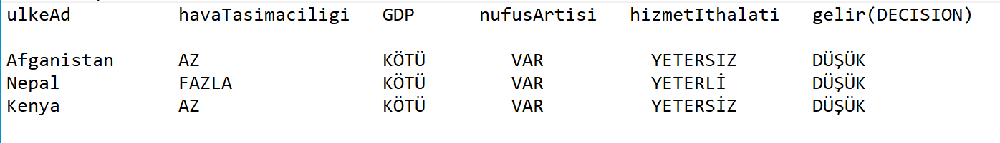 ulkeAd havaTasimaciligi GDP nufusArtisi hizmetIthalati gelir(DECISION)
Afganistan AZ KÖTÜ VAR YETERSIZ DÜŞÜK
Nepal FAZLA KÖTÜ VAR YETERLİ DÜŞÜK
Kenya AZ KÖTÜ VAR YETERSİZ DÜŞÜK